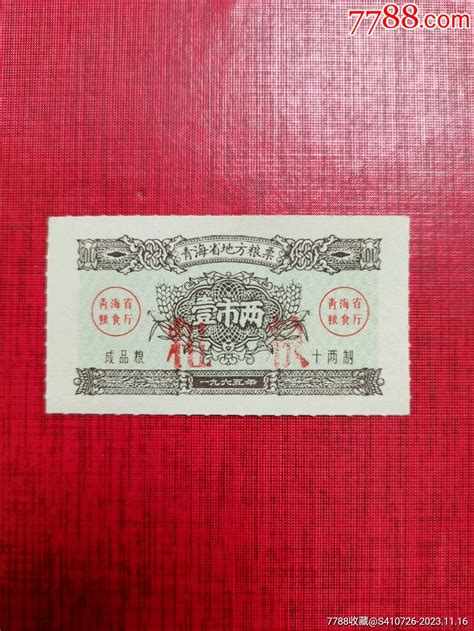 7788.com
青海省地方粮票
青海省
粮食厅
壹市两
青海省
粮食厅
成品粮
十两制
一九六五年
7788收藏@S410726-2023.11.16